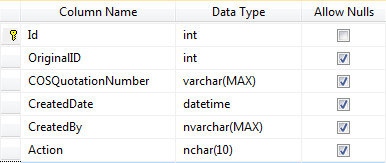 Column Name Data Type Allow Nulls
Id int
OriginalID int
COSQuotationNumber varchar(MAX)
CreatedDate datetime
CreatedBy nvarchar(MAX)
Action nchar(10)